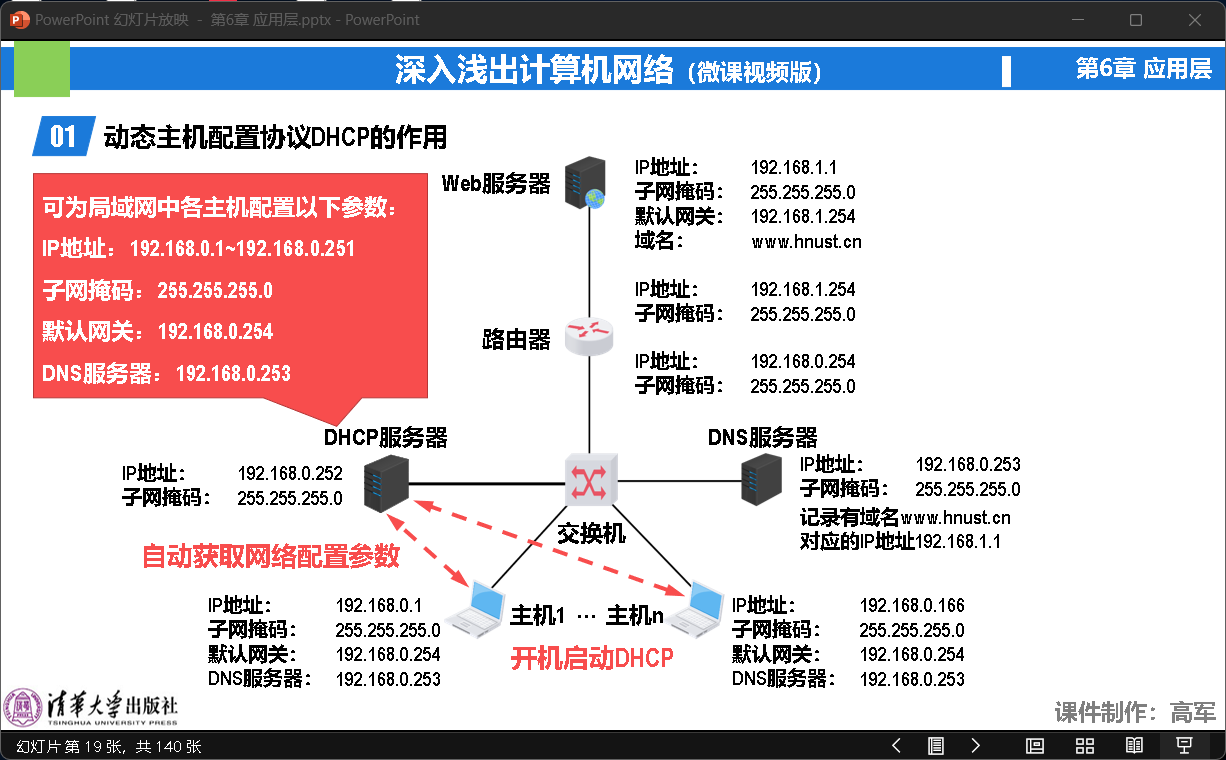 PowerPoint 幻灯片放映 - 第6章 应用层.pptx - PowerPoint
深入浅出计算机网络（微课视频版）
第6章 应用层
01 动态主机配置协议DHCP的作用
可为局域网中各主机配置以下参数：
IP地址：192.168.0.1~192.168.0.251
子网掩码：255.255.255.0
默认网关：192.168.0.254
DNS服务器：192.168.0.253
Web服务器
IP地址： 192.168.1.1
子网掩码： 255.255.255.0
默认网关： 192.168.1.254
域名： www.hnust.cn
IP地址： 192.168.1.254
子网掩码： 255.255.255.0
路由器
IP地址： 192.168.0.254
子网掩码： 255.255.255.0
DHCP服务器
IP地址： 192.168.0.252
子网掩码： 255.255.255.0
DNS服务器
IP地址： 192.168.0.253
子网掩码： 255.255.255.0
记录有域名www.hnust.cn
对应的IP地址192.168.1.1
交换机
自动获取网络配置参数
IP地址： 192.168.0.1
子网掩码： 255.255.255.0
默认网关： 192.168.0.254
DNS服务器： 192.168.0.253
主机1 … 主机n
开机启动DHCP
IP地址： 192.168.0.166
子网掩码： 255.255.255.0
默认网关： 192.168.0.254
DNS服务器： 192.168.0.253
清华大学出版社
TSINGHUA UNIVERSITY PRESS
课件制作：高军
幻灯片第 19 张，共 140 张